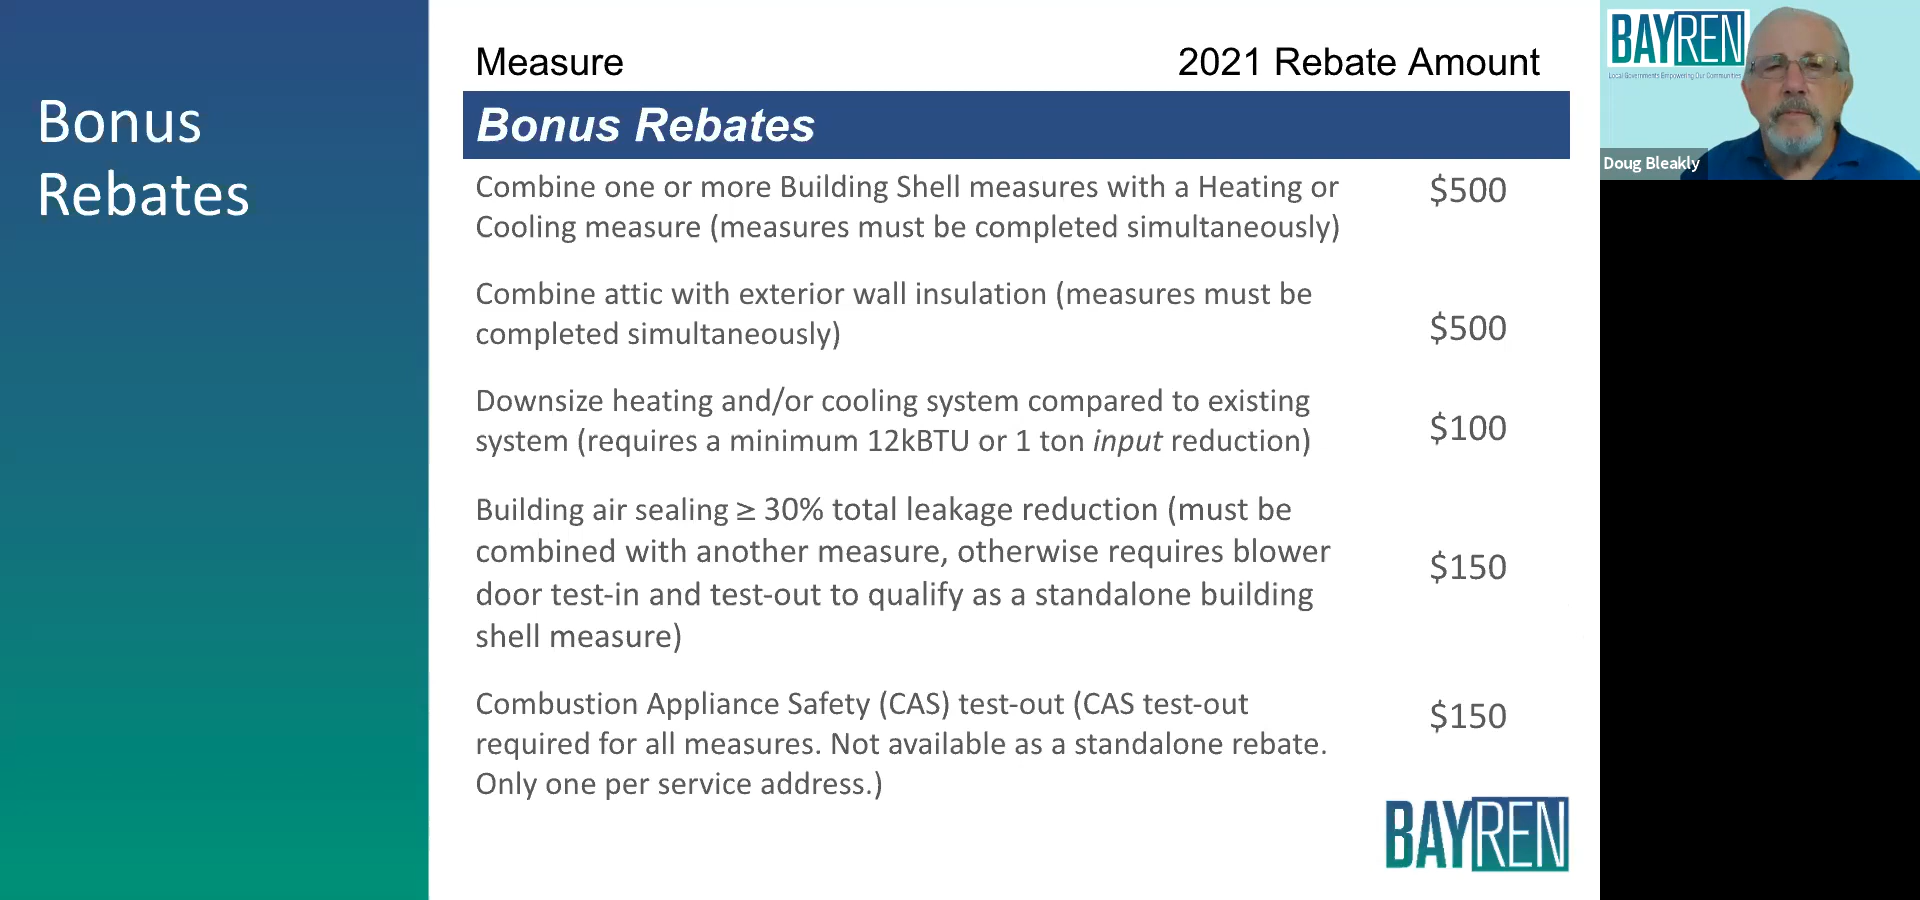 Bonus
Rebates
Measure 2021 Rebate Amount
Bonus Rebates
Combine one or more Building Shell measures with a Heating or
Cooling measure (measures must be completed simultaneously)
$500
Combine attic with exterior wall insulation (measures must be
completed simultaneously)
$500
Downsize heating and/or cooling system compared to existing
system (requires a minimum 12kBTU or 1 ton input reduction)
$100
Building air sealing ≥ 30% total leakage reduction (must be
combined with another measure, otherwise requires blower
door test-in and test-out to qualify as a standalone building
shell measure)
$150
Combustion Appliance Safety (CAS) test-out (CAS test-out
required for all measures. Not available as a standalone rebate.
Only one per service address.)
$150
BAYREN
BAYREN
Local Governments Empowering Our Communities
Doug Bleakly